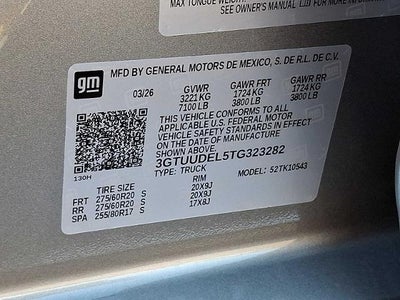 MAX TONGUE WEIGHT
SEE OWNER'S MANUAL
gm
MFD BY GENERAL MOTORS DE MEXICO, S. DE R.L. DE C.V.
03/26 GVWR GAWR FRT GAWR RR
3221 KG 1724 KG 1724 KG
7100 LB 3800 LB 3800 LB
THIS VEHICLE CONFORMS TO ALL
APPLICABLE U.S. FEDERAL MOTOR
VEHICLE SAFETY STANDARDS IN EFFECT
ON THE DATE OF MANUFACTURE
SHOWN ABOVE.
3GTUUDEL5TG323282
TYPE: TRUCK MODEL: 52TK10543
130H
TIRE SIZE RIM
FRT 275/60R20 S 20X9J
RR 275/60R20 S 20X9J
SPA 255/80R17 S 17X8J